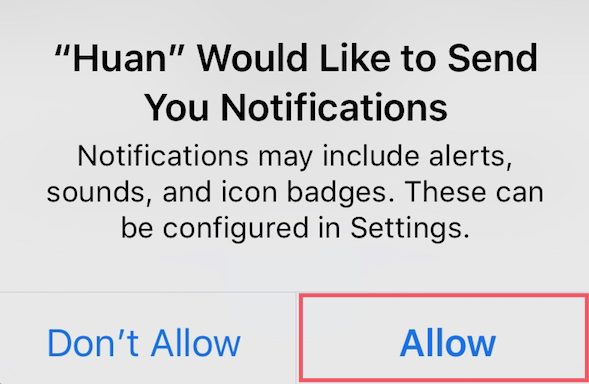 “Huan” Would Like to Send
You Notifications
Notifications may include alerts,
sounds, and icon badges. These can
be configured in Settings.
Don’t Allow
Allow